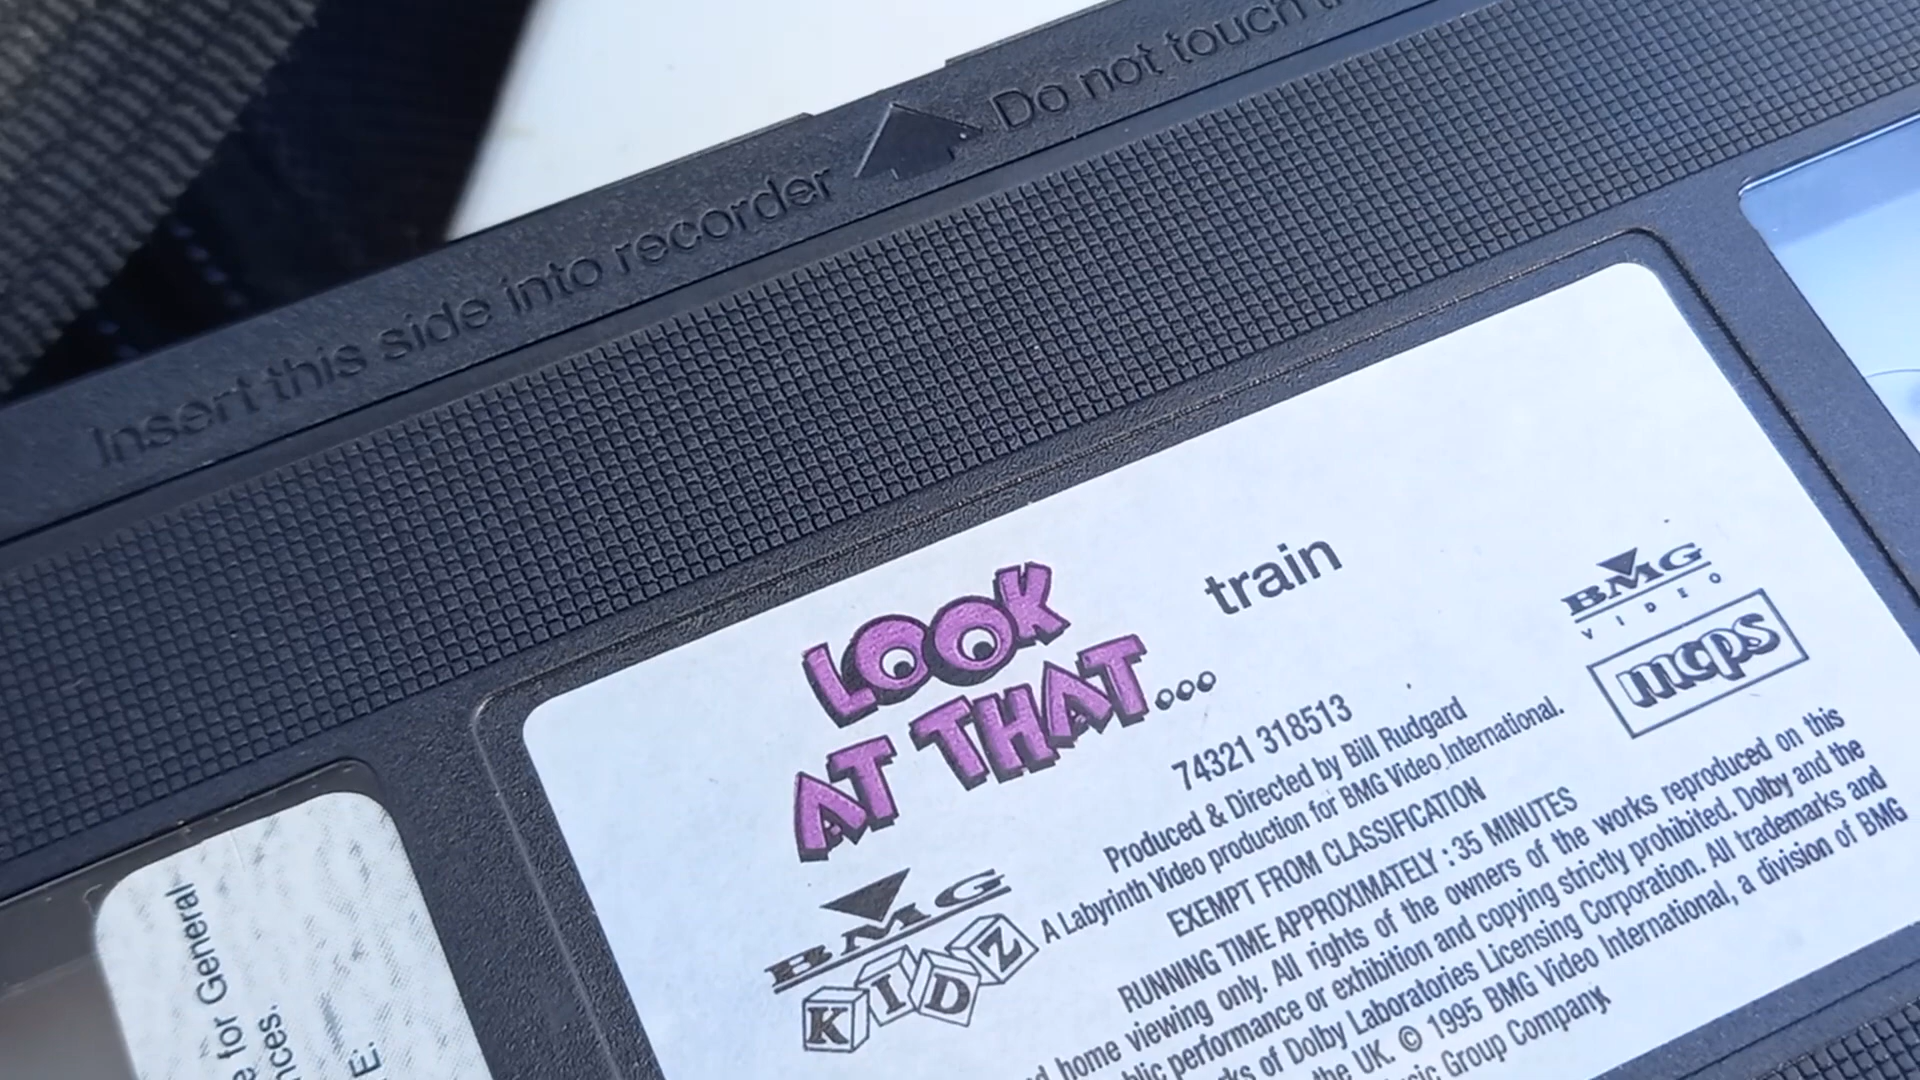 Insert this side into recorder
Do not touch
LOOK
AT THAT...
train
BMG
VIDEO
mcps
74321 318513
Produced & Directed by Bill Rudgard
A Labyrinth Video production for BMG Video International.
EXEMPT FROM CLASSIFICATION
RUNNING TIME APPROXIMATELY : 35 MINUTES
home viewing only. All rights of the owners of the works reproduced on this
performance or exhibition and copying strictly prohibited. Dolby and the
of Dolby Laboratories Licensing Corporation. All trademarks and
the UK. © 1995 BMG Video International, a division of BMG
Group Company
BMG
KIDZ
for General